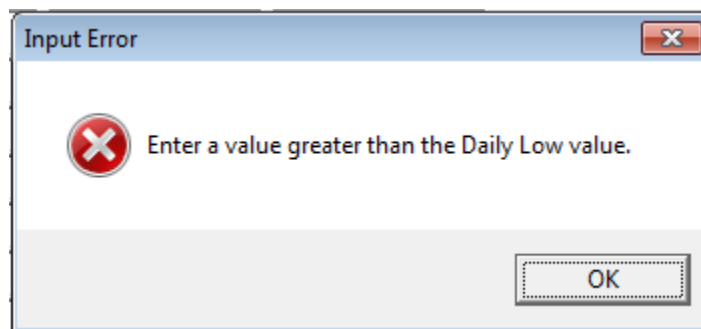 Input Error
Enter a value greater than the Daily Low value.
OK